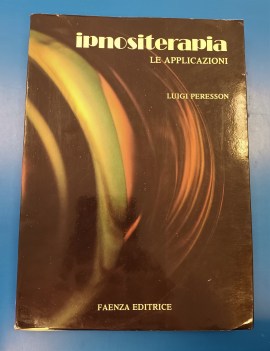 ipnositerapia
LE APPLICAZIONI
LUIGI PERESSON
FAENZA EDITRICE